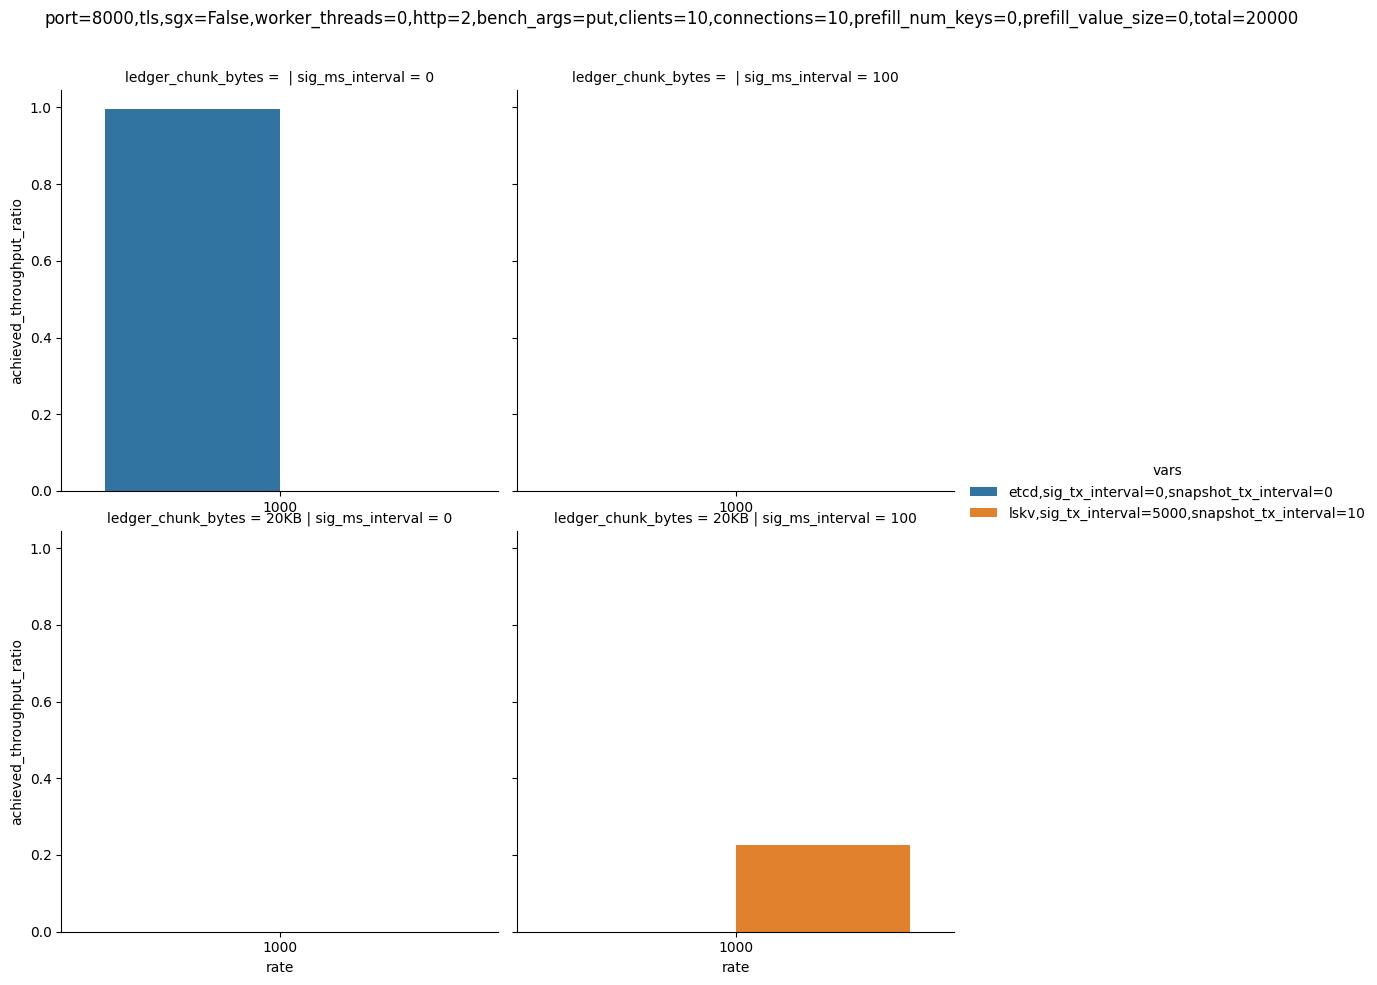 port=8000,tls,sgx=False,worker_threads=0,http=2,bench_args=put,clients=10,connections=10,prefill_num_keys=0,prefill_value_size=0,total=20000
ledger_chunk_bytes =  | sig_ms_interval = 0
ledger_chunk_bytes =  | sig_ms_interval = 100
1.0
0.8
0.6
0.4
0.2
0.0
achieved_throughput_ratio
1000
1000
vars
etcd,sig_tx_interval=0,snapshot_tx_interval=0
lskv,sig_tx_interval=5000,snapshot_tx_interval=10
ledger_chunk_bytes = 20KB | sig_ms_interval = 0
ledger_chunk_bytes = 20KB | sig_ms_interval = 100
1.0
0.8
0.6
0.4
0.2
0.0
achieved_throughput_ratio
1000
1000
rate
rate